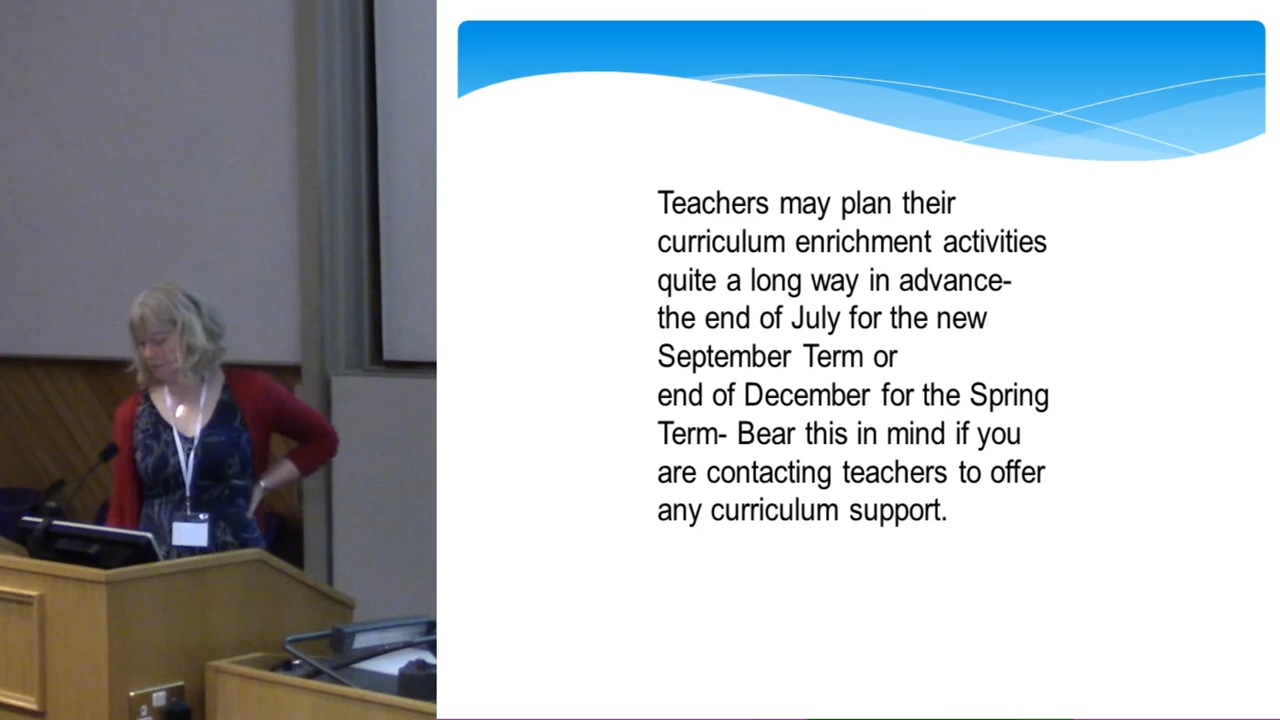 Teachers may plan their
curriculum enrichment activities
quite a long way in advance-
the end of July for the new
September Term or
end of December for the Spring
Term- Bear this in mind if you
are contacting teachers to offer
any curriculum support.